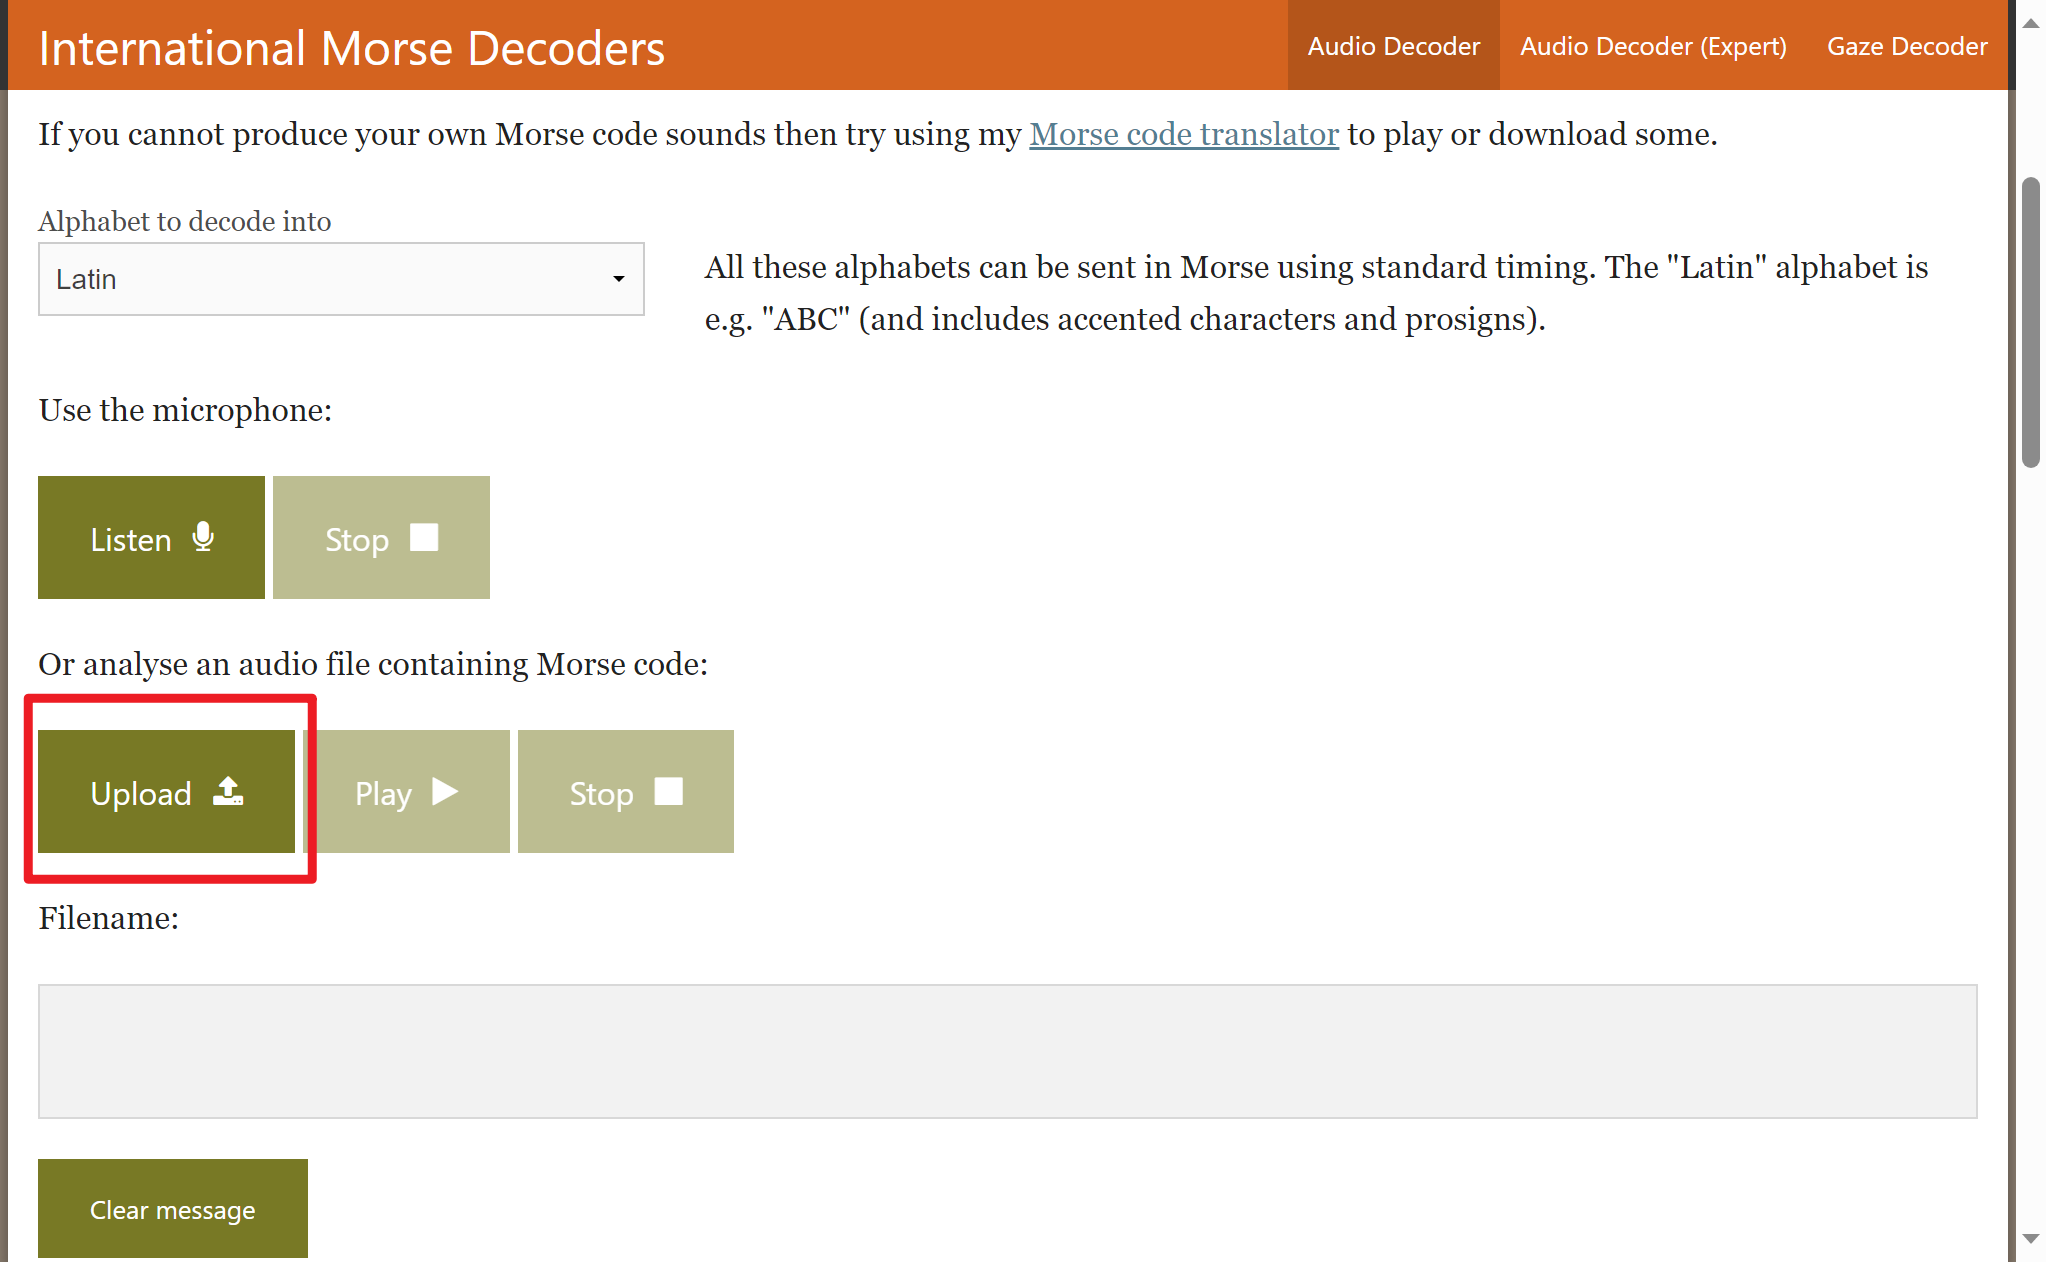 International Morse Decoders
Audio Decoder
Audio Decoder (Expert)
Gaze Decoder
If you cannot produce your own Morse code sounds then try using my Morse code translator to play or download some.
Alphabet to decode into
Latin
All these alphabets can be sent in Morse using standard timing. The "Latin" alphabet is
e.g. "ABC" (and includes accented characters and prosigns).
Use the microphone:
Listen
Stop
Or analyse an audio file containing Morse code:
Upload
Play
Stop
Filename:
Clear message